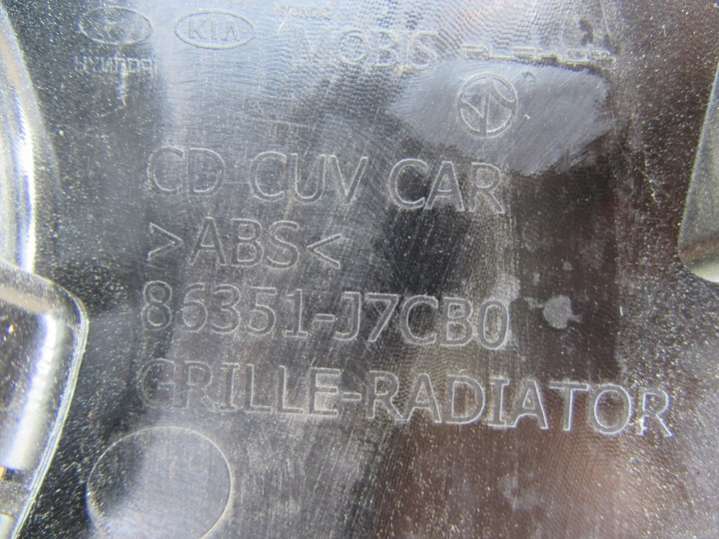 HYUNDAI KIA MOBIS
CD-CUV CAR
>ABS<
86351-J7CB0
GRILLE-RADIATOR